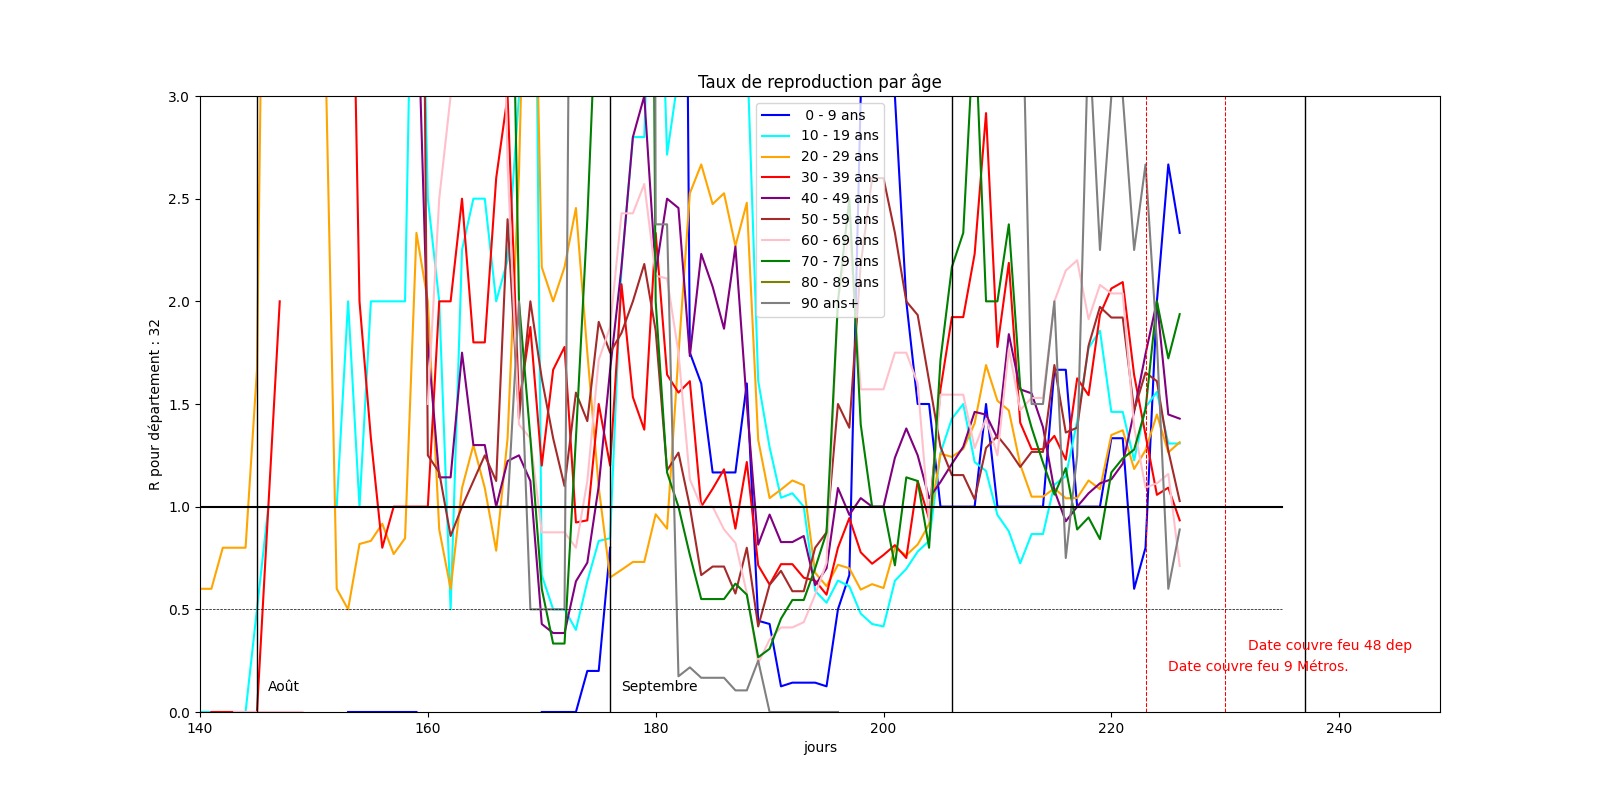 Taux de reproduction par âge
R pour département : 32
3.0
2.5
2.0
1.5
1.0
0.5
0.0
0 - 9 ans
10 - 19 ans
20 - 29 ans
30 - 39 ans
40 - 49 ans
50 - 59 ans
60 - 69 ans
70 - 79 ans
80 - 89 ans
90 ans+
Date couvre feu 48 dep
Date couvre feu 9 Métros.
Août
Septembre
140
160
180
200
220
240
jours